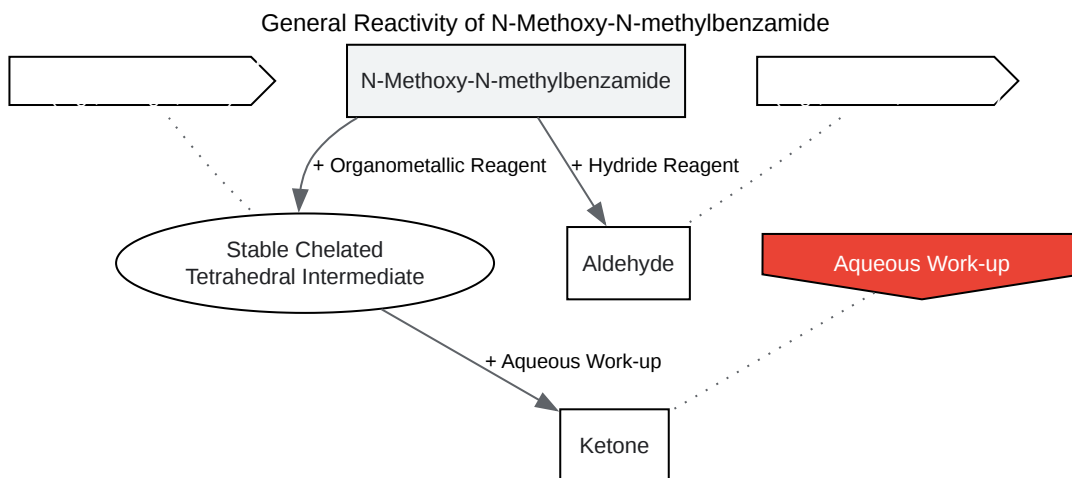 General Reactivity of N-Methoxy-N-methylbenzamide
N-Methoxy-N-methylbenzamide
+ Organometallic Reagent
+ Hydride Reagent
Stable Chelated
Tetrahedral Intermediate
Aldehyde
Aqueous Work-up
+ Aqueous Work-up
Ketone